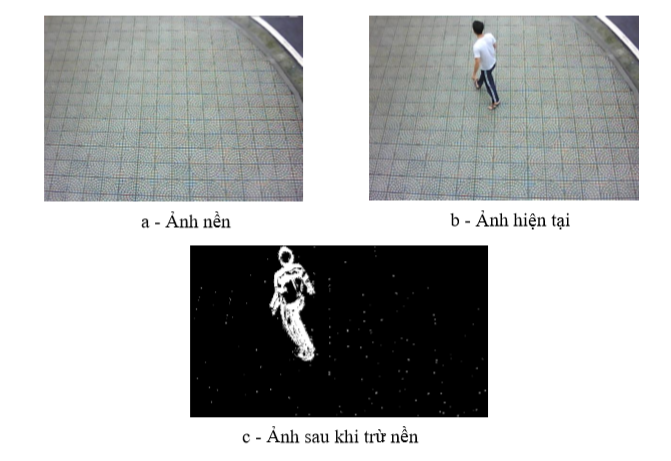 a - Ảnh nền
b - Ảnh hiện tại
c - Ảnh sau khi trừ nền